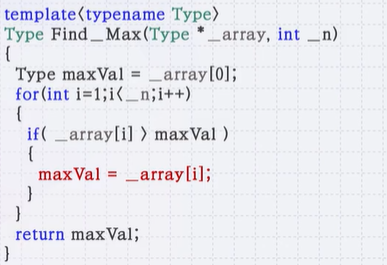 template<typename Type>
Type Find_Max(Type *_array, int _n)
{
Type maxVal = _array[0];
for(int i=1;i<_n;i++)
{
if( _array[i] > maxVal )
{
maxVal = _array[i];
}
}
return maxVal;
}